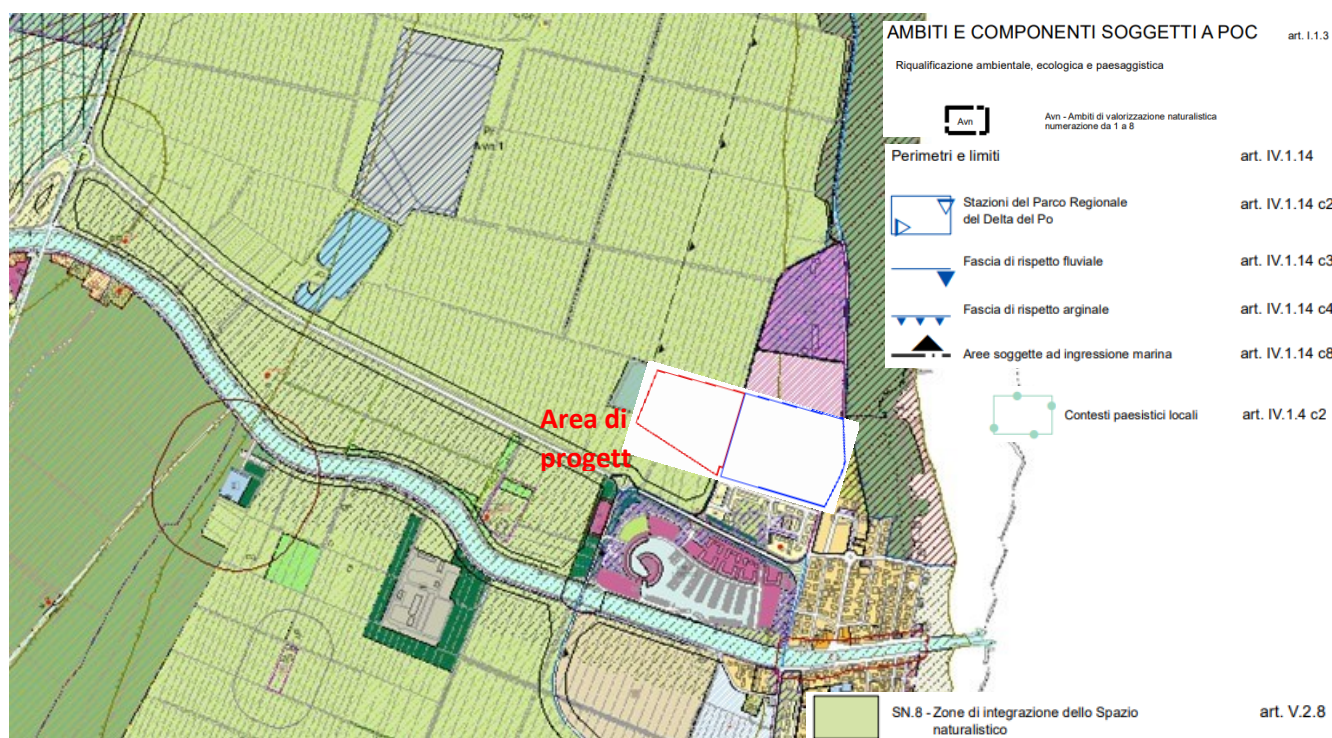 AMBITI E COMPONENTI SOGGETTI A POC art. I.1.3
Riqualificazione ambientale, ecologica e paesaggistica
Avn
Avn - Ambiti di valorizzazione naturalistica
numerazione da 1 a 8
Perimetri e limiti art. IV.1.14
Stazioni del Parco Regionale
del Delta del Po
art. IV.1.14 c2
Fascia di rispetto fluviale art. IV.1.14 c3
Fascia di rispetto arginale art. IV.1.14 c4
Aree soggette ad ingressione marina art. IV.1.14 c8
Contesti paesistici locali art. IV.1.4 c2
Avn 1
Area di
progett
SN.8 - Zone di integrazione dello Spazio
naturalistico
art. V.2.8